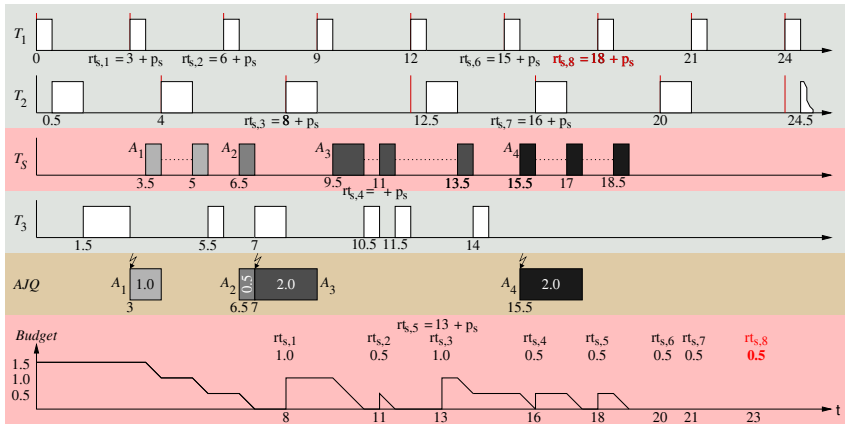 T1
0 3 6 9 12 15 18 21 24
rts,1 = 3 + ps rts,2 = 6 + ps rts,6 = 15 + ps rts,8 = 18 + ps
T2
0.5 4 8 12.5 16 20 24.5
rts,3 = 8 + ps rts,7 = 16 + ps
TS
A1 A2 A3 A4
3.5 5 6.5 9.5 11 13.5 15.5 17 18.5
rts,4 = + ps
T3
1.5 5.5 7 10.5 11.5 14
AJQ
A1 1.0 A2 0.5 2.0 A3 A4 2.0
3 6.5 7 15.5
rts,5 = 13 + ps
Budget
rts,1 rts,2 rts,3 rts,4 rts,5 rts,6 rts,7 rts,8
1.0 0.5 1.0 0.5 0.5 0.5 0.5 0.5
1.5
1.0
0.5
t
8 11 13 16 18 20 21 23